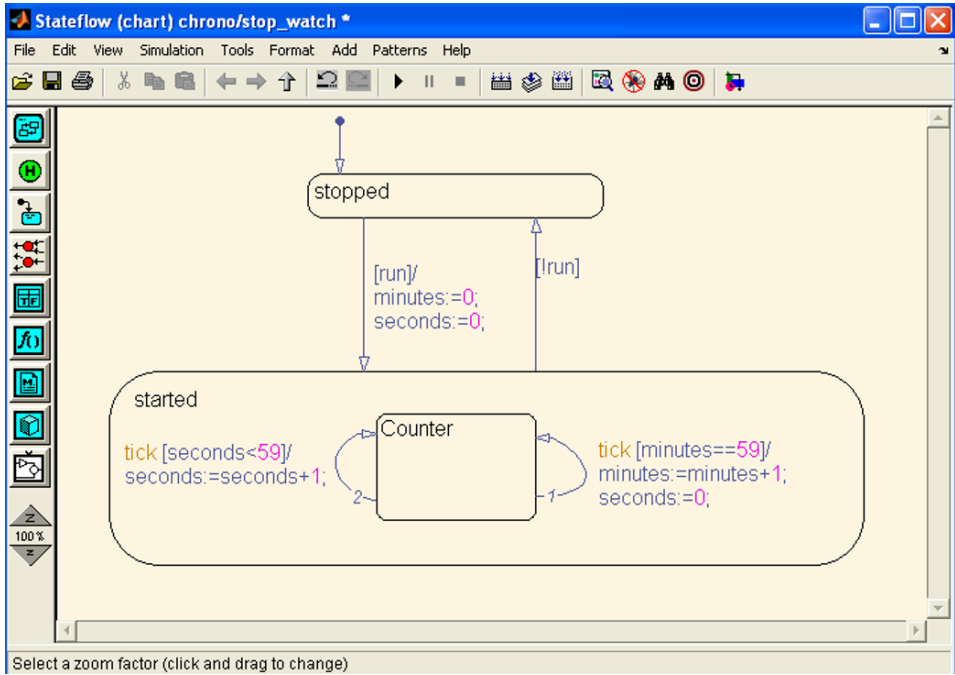 Stateflow (chart) chrono/stop_watch *
File Edit View Simulation Tools Format Add Patterns Help
H
stopped
[run]/
minutes:=0;
seconds:=0;
[!run]
TF
f()
M
started
Counter
tick [seconds<59]/
seconds:=seconds+1;
2
1
tick [minutes==59]/
minutes:=minutes+1;
seconds:=0;
Z
100 %
z
Select a zoom factor (click and drag to change)